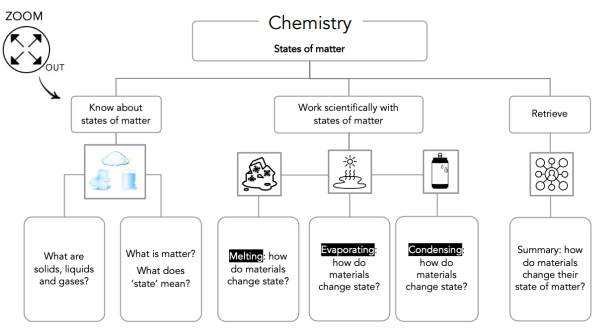 ZOOM
OUT
Chemistry
States of matter
Know about
states of matter
Work scientifically with
states of matter
Retrieve
What are
solids, liquids
and gases?
What is matter?
What does
‘state’ mean?
Melting: how
do materials
change state?
Evaporating:
how do
materials
change state?
Condensing:
how do
materials
change state?
Summary: how
do materials
change their
state of matter?